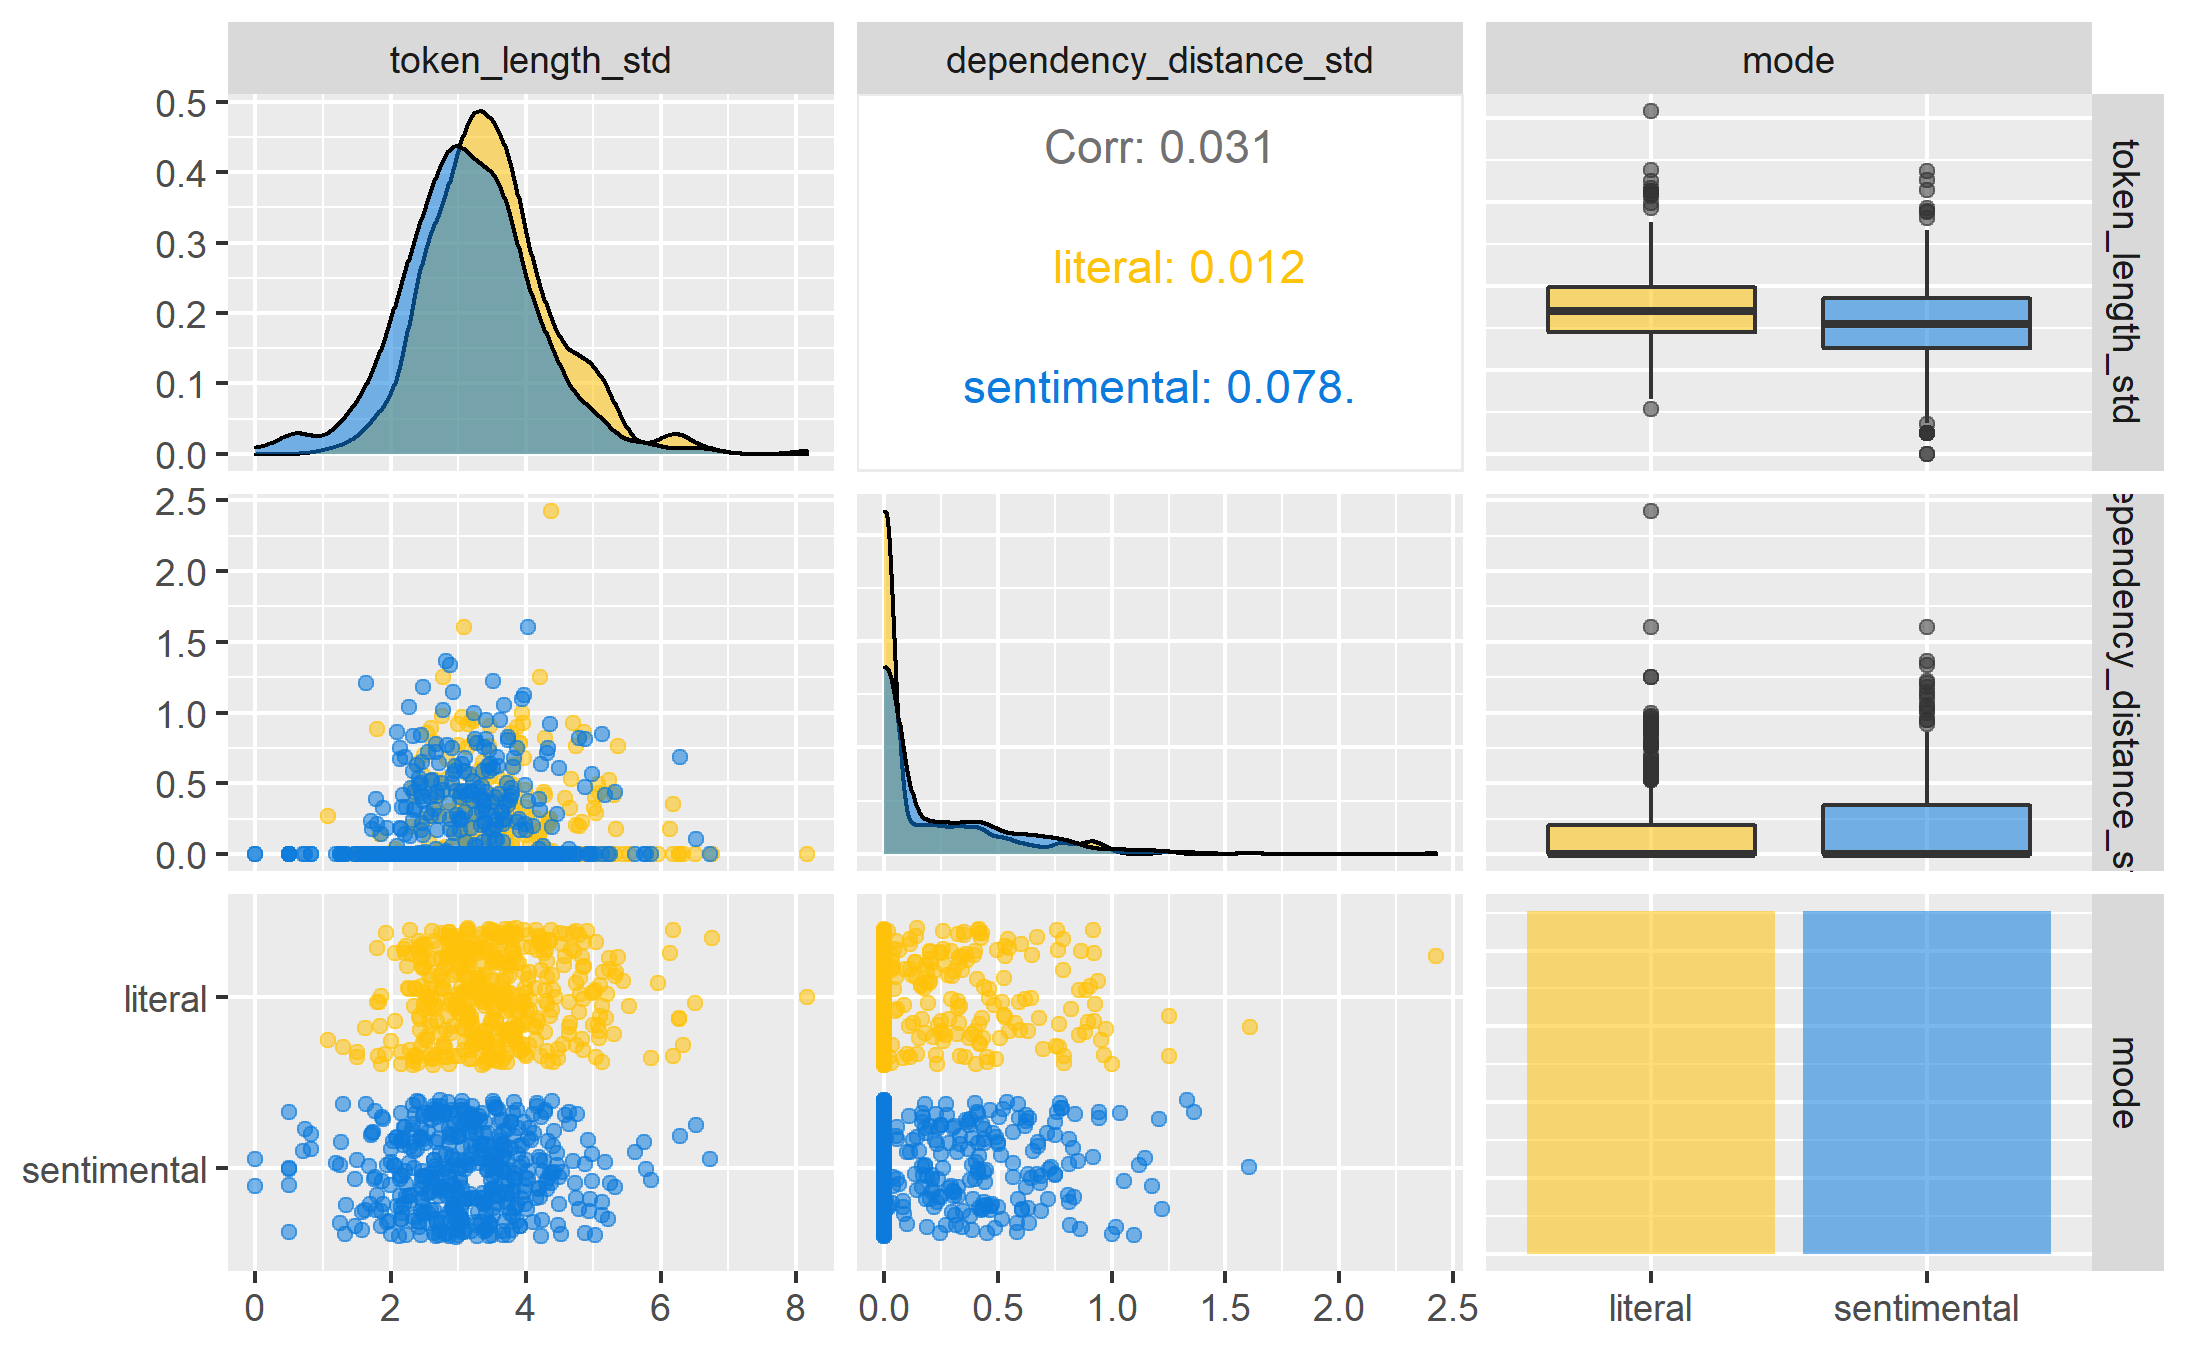 token_length_std
dependency_distance_std
mode
0.5
0.4
0.3
0.2
0.1
0.0
Corr: 0.031
literal: 0.012
sentimental: 0.078.
token_length_std
2.5
2.0
1.5
1.0
0.5
0.0
ependency_distance_s
literal
sentimental
mode
0
2
4
6
8
0.0
0.5
1.0
1.5
2.0
2.5
literal
sentimental